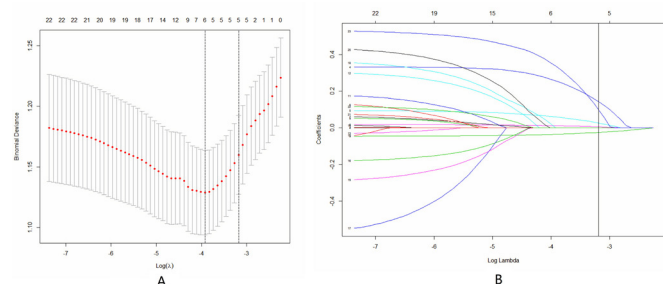 22 22 22 21 20 20 19 19 18 17 14 9 7 6 5 5 5 2 1 1 0
Binomial Deviance
1.25
1.20
1.15
1.10
-7 -6 -5 -4 -3
Log(λ)
A
22 19 15 6 5
Coefficients
0.4
0.2
0.0
-0.2
-0.4
-7 -6 -5 -4 -3
Log Lambda
B